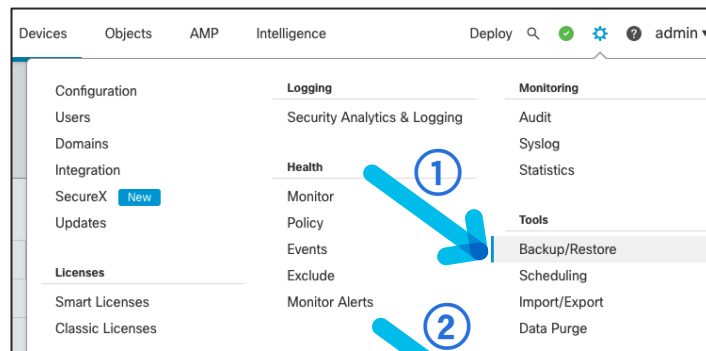 Devices Objects AMP Intelligence Deploy admin
Configuration
Users
Domains
Integration
SecureX New
Updates
Licenses
Smart Licenses
Classic Licenses
Logging
Security Analytics & Logging
Health
Monitor
Policy
Events
Exclude
Monitor Alerts
Monitoring
Audit
Syslog
Statistics
Tools
Backup/Restore
Scheduling
Import/Export
Data Purge
1
2